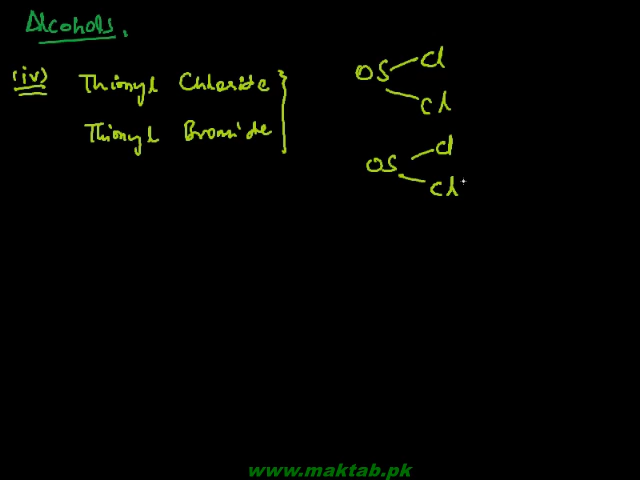 Alcohols.
(iv) Thionyl Chloride
Thionyl Bromide
OS Cl
Cl
OS Cl
Cl
www.maktab.pk